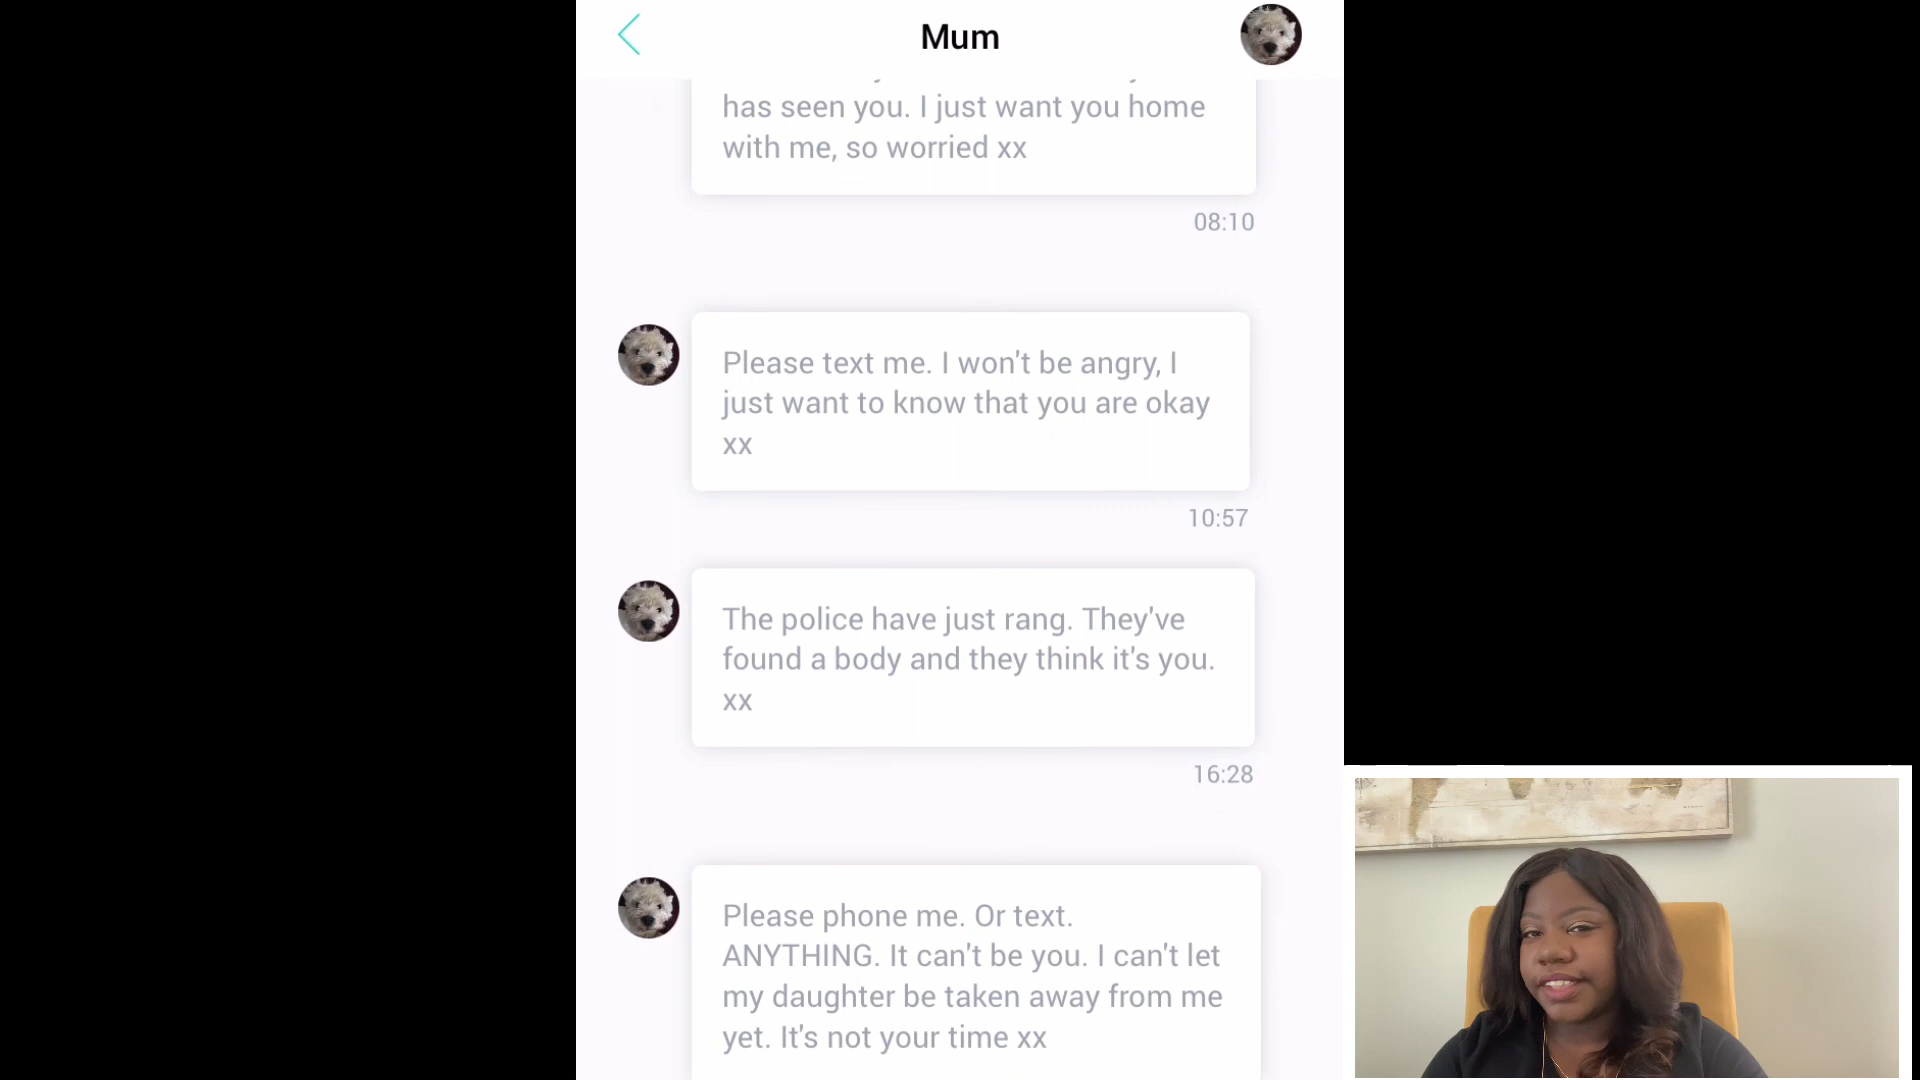 Mum
has seen you. I just want you home
with me, so worried xx
08:10
Please text me. I won't be angry, I
just want to know that you are okay
xx
10:57
The police have just rang. They've
found a body and they think it's you.
xx
16:28
Please phone me. Or text.
ANYTHING. It can't be you. I can't let
my daughter be taken away from me
yet. It's not your time xx